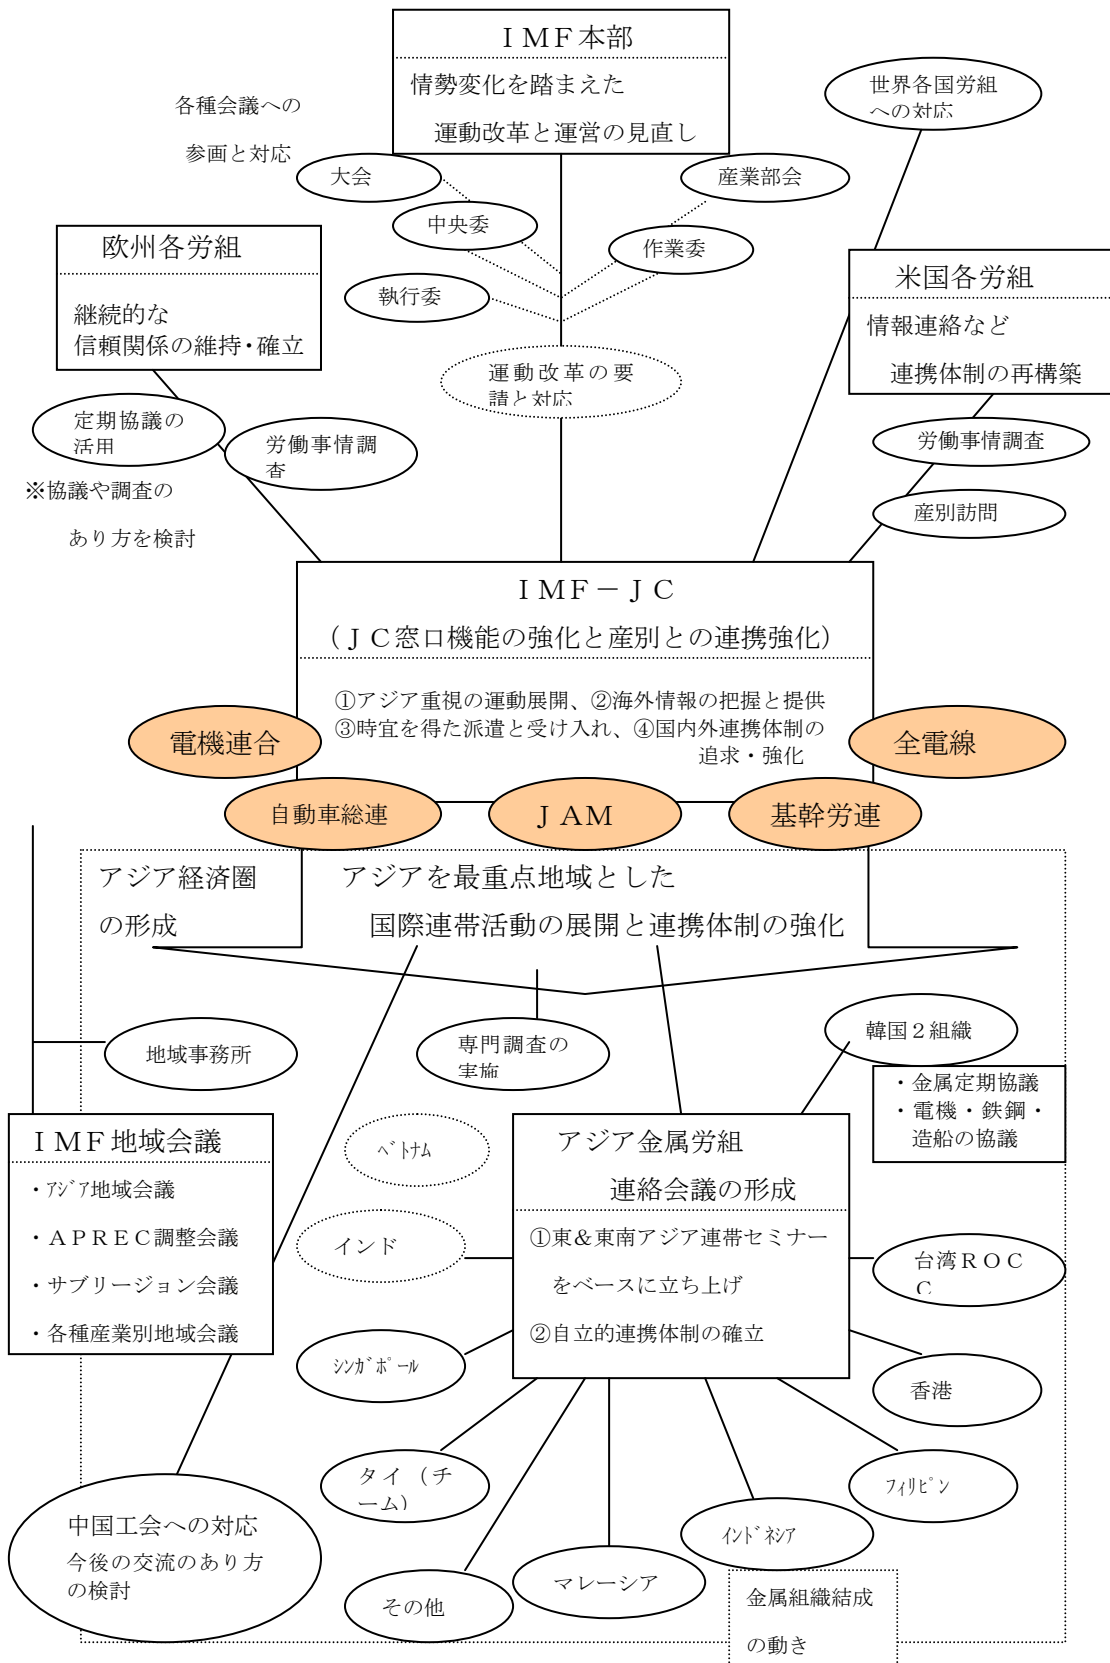 ＩＭＦ本部
情勢変化を踏まえた
運動改革と運営の見直し
世界各国労組
への対応
各種会議への
参画と対応
大会
産業部会
中央委
作業委
執行委
欧州各労組
継続的な
信頼関係の維持・確立
米国各労組
情報連絡など
連携体制の再構築
運動改革の要
請と対応
定期協議の
活用
労働事情調
査
※協議や調査の
あり方を検討
労働事情調査
産別訪問
ＩＭＦ－ＪＣ
（ＪＣ窓口機能の強化と産別との連携強化）
①アジア重視の運動展開、②海外情報の把握と提供
③時宜を得た派遣と受け入れ、④国内外連携体制の
追求・強化
電機連合
全電線
自動車総連
ＪＡＭ
基幹労連
アジア経済圏
の形成
アジアを最重点地域とした
国際連帯活動の展開と連携体制の強化
地域事務所
専門調査の
実施
韓国２組織
・金属定期協議
・電機・鉄鋼・
造船の協議
ＩＭＦ地域会議
・ｱｼﾞｱ地域会議
・ＡＰＲＥＣ調整会議
・サブリージョン会議
・各種産業別地域会議
ﾍﾞﾄﾅﾑ
インド
アジア金属労組
連絡会議の形成
①東＆東南アジア連帯セミナー
をベースに立ち上げ
②自立的連携体制の確立
台湾ＲＯＣ
Ｃ
ｼﾝｶﾞﾎﾟｰﾙ
香港
タイ（チ
ーム）
ﾌｨﾘﾋﾟﾝ
ｲﾝﾄﾞﾈｼｱ
マレーシア
その他
中国工会への対応
今後の交流のあり方
の検討
金属組織結成
の動き